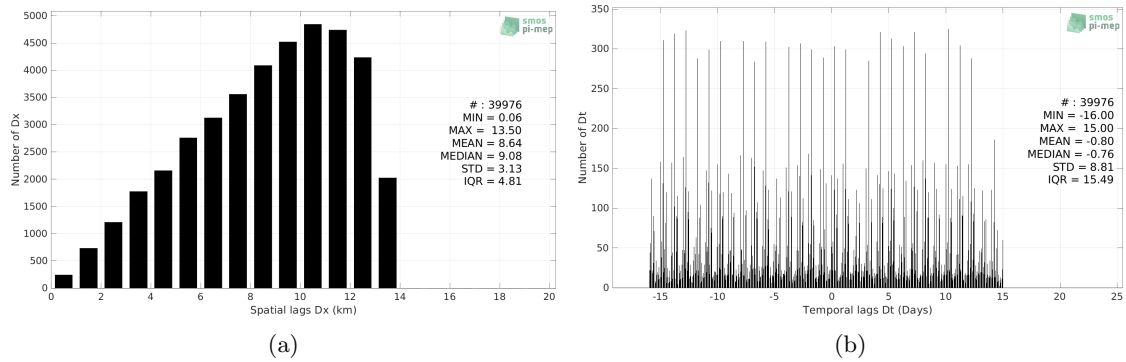 smos
pi-mep
Number of Dx
5000
4500
4000
3500
3000
2500
2000
1500
1000
500
0
# : 39976
MIN = 0.06
MAX = 13.50
MEAN = 8.64
MEDIAN = 9.08
STD = 3.13
IQR = 4.81
0 2 4 6 8 10 12 14 16 18 20
Spatial lags Dx (km)
(a)
smos
pi-mep
Number of Dt
350
300
250
200
150
100
50
0
# : 39976
MIN = -16.00
MAX = 15.00
MEAN = -0.80
MEDIAN = -0.76
STD = 8.81
IQR = 15.49
-15 -10 -5 0 5 10 15 20 25
Temporal lags Dt (Days)
(b)